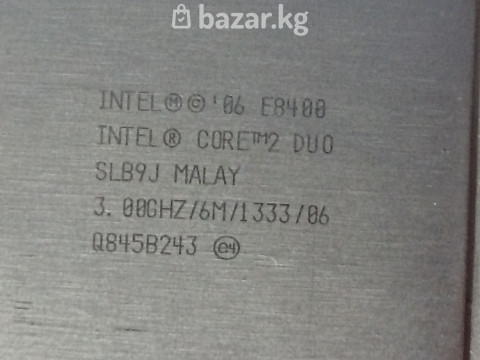 bazar.kg
INTEL Ⓜ © '06 E8400
INTEL® CORE™2 DUO
SLB9J MALAY
3.00GHZ/6M/1333/06
Q845B243 e4